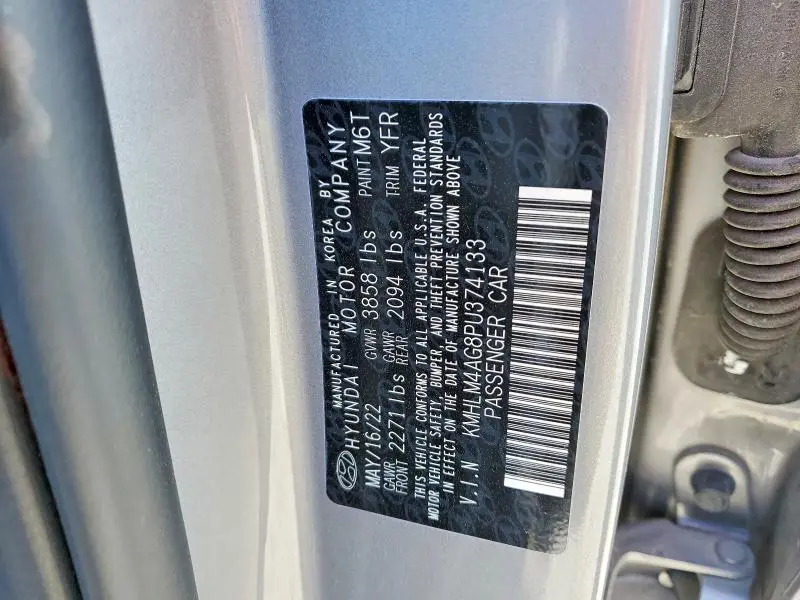 MANUFACTURED IN KOREA BY
HYUNDAI MOTOR COMPANY
MAY/16/22 GVWR 3858 lbs PAINT M6T
GAWR FRONT 2271 lbs GAWR REAR 2094 lbs TRIM YFR
THIS VEHICLE CONFORMS TO ALL APPLICABLE U.S.A. FEDERAL
MOTOR VEHICLE SAFETY, BUMPER, AND THEFT PREVENTION STANDARDS
IN EFFECT ON THE DATE OF MANUFACTURE SHOWN ABOVE
V.I.N KMHLM4AG8PU374133
PASSENGER CAR